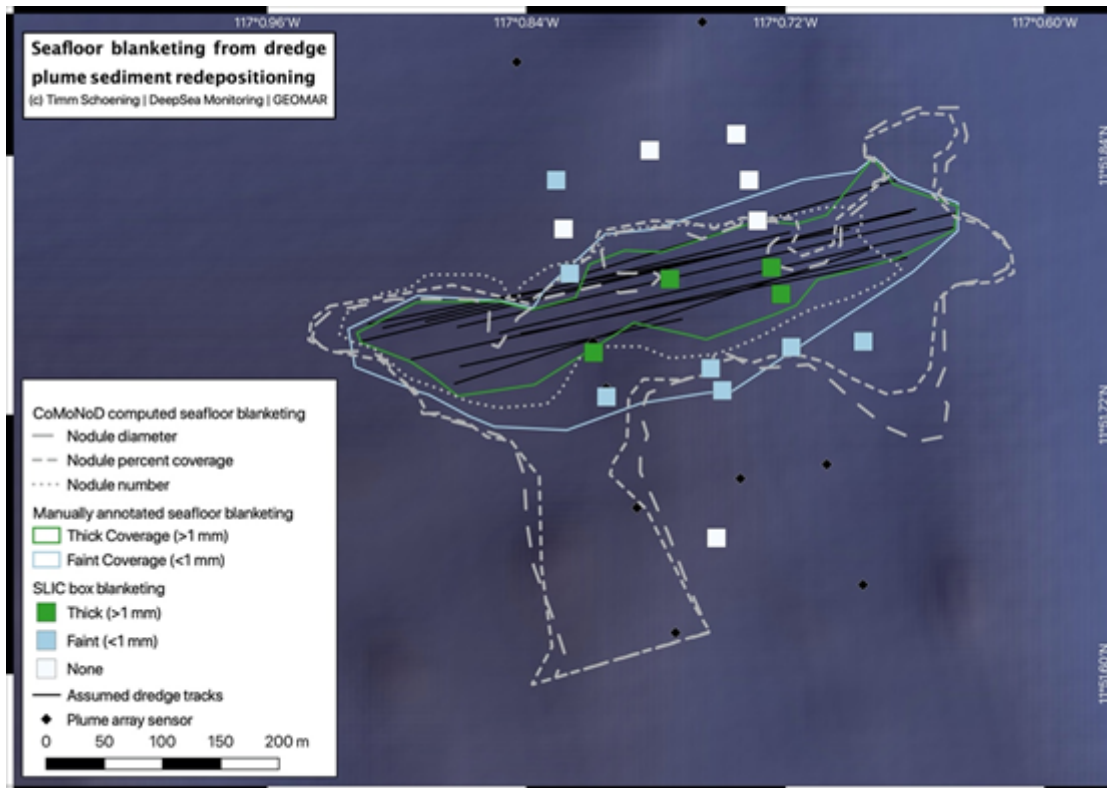 117°0.96'W
117°0.84'W
117°0.72'W
117°0.60'W
Seafloor blanketing from dredge
plume sediment redepositioning
(c) Timm Schoening | DeepSea Monitoring | GEOMAR
11°51.84'N
11°51.22'N
11°51.60'N
CoMoNoD computed seafloor blanketing
Nodule diameter
Nodule percent coverage
Nodule number
Manually annotated seafloor blanketing
Thick Coverage (>1 mm)
Faint Coverage (<1 mm)
SLIC box blanketing
Thick (>1 mm)
Faint (<1 mm)
None
Assumed dredge tracks
Plume array sensor
0 50 100 150 200 m